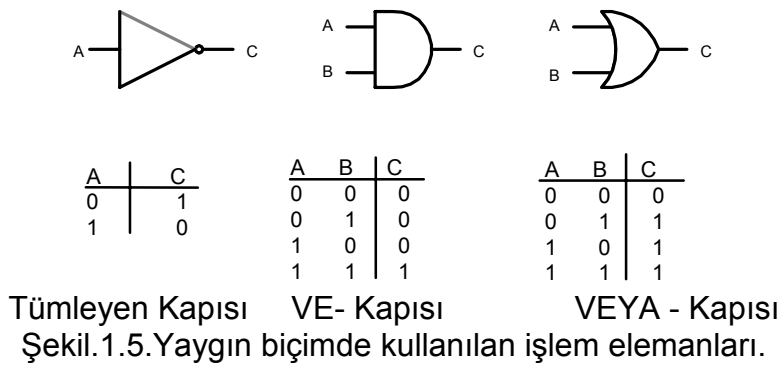 A C
A B C
A B C
A C
0 1
1 0
A B C
0 0 0
0 1 0
1 0 0
1 1 1
A B C
0 0 0
0 1 1
1 0 1
1 1 1
Tümleyen Kapısı VE- Kapısı VEYA - Kapısı
Şekil.1.5.Yaygın biçimde kullanılan işlem elemanları.